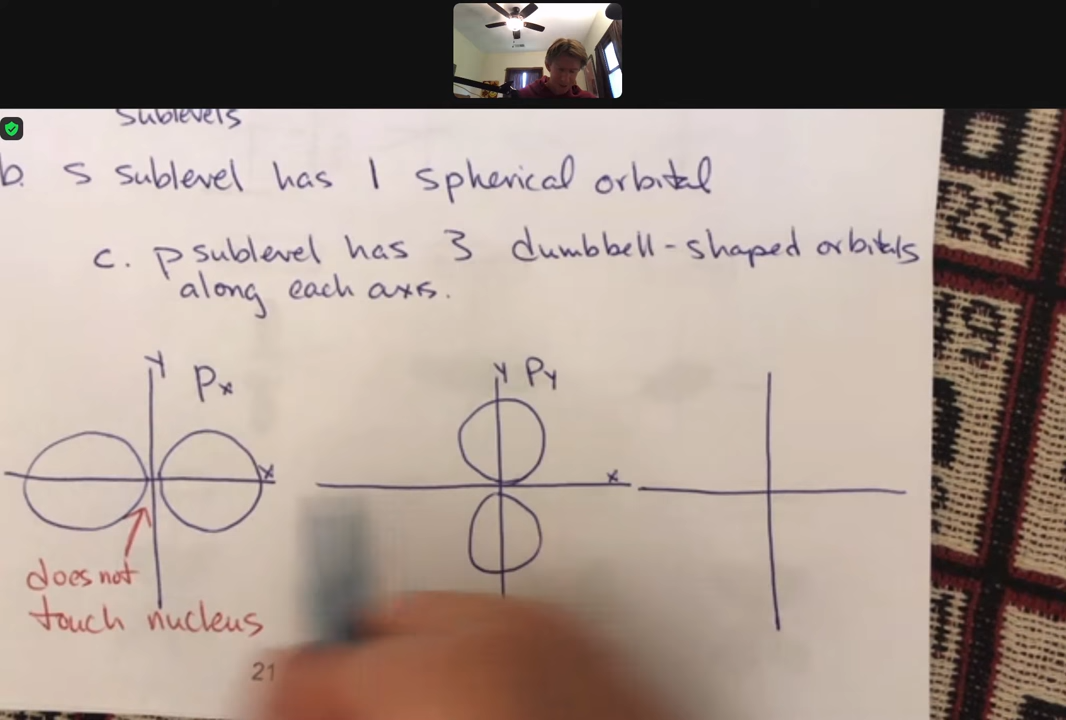 sublevels
b. s sublevel has 1 spherical orbital
c. p sublevel has 3 dumbbell-shaped orbitals
along each axis.
Y Px
Y PY
X
X
does not
touch nucleus
21